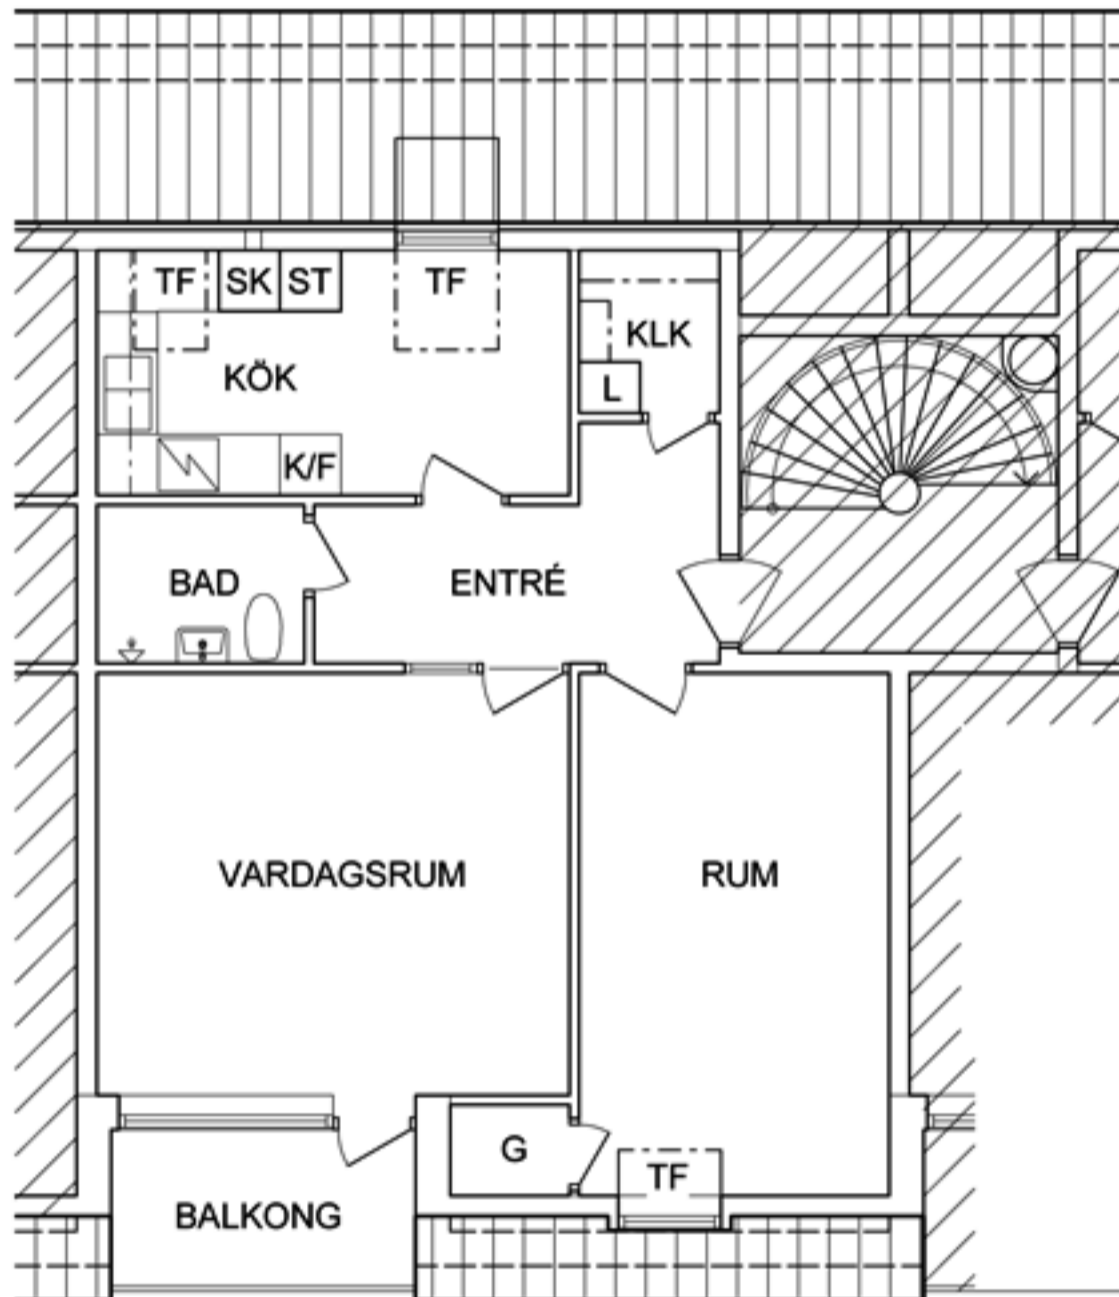 TF SK ST TF
KLK
KÖK
L
K/F
BAD
ENTRÉ
VARDAGSRUM
RUM
G
TF
BALKONG